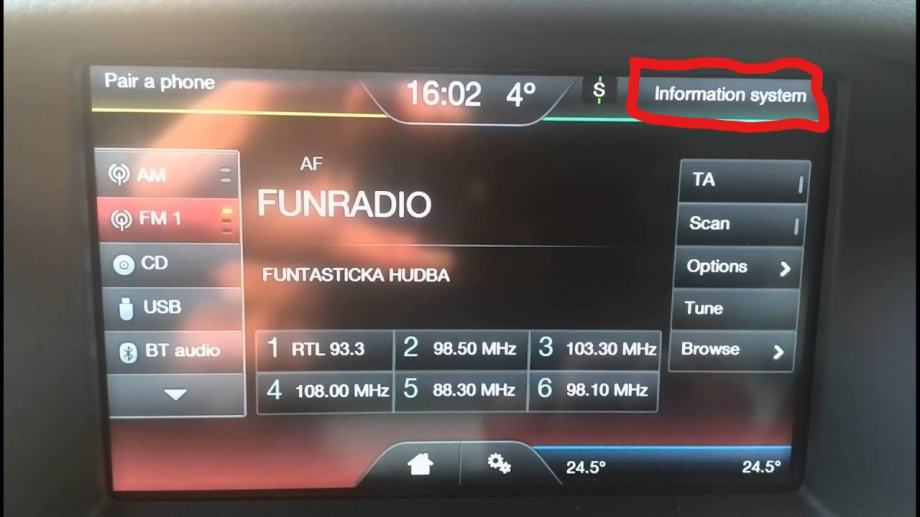 Pair a phone
16:02 4°
S
Information system
AM
FM 1
CD
USB
BT audio
AF
FUNRADIO
FUNTASTICKA HUDBA
1 RTL 93.3
2 98.50 MHz
3 103.30 MHz
4 108.00 MHz
5 88.30 MHz
6 98.10 MHz
TA
Scan
Options
Tune
Browse
24.5°
24.5°